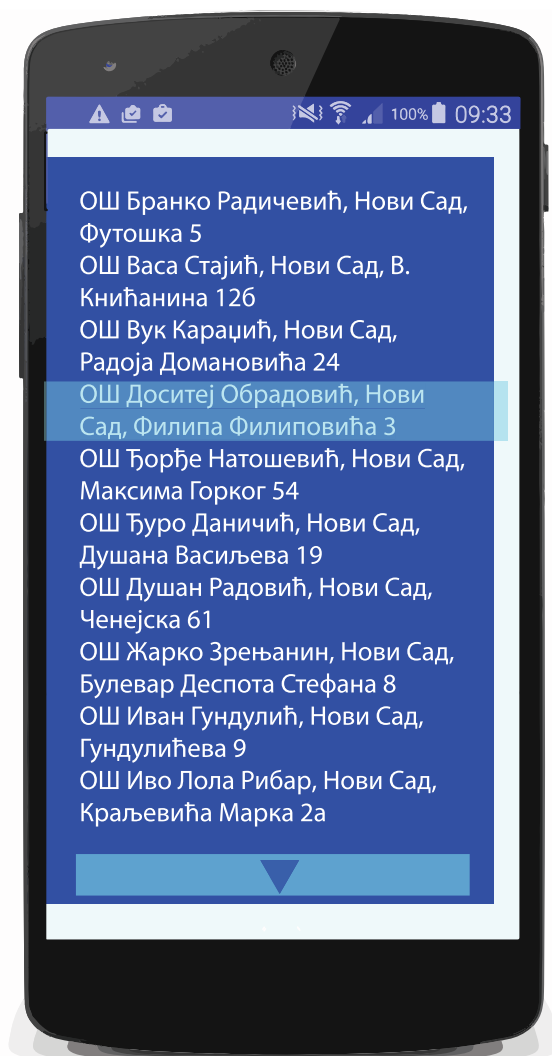 100% 09:33
ОШ Бранко Радичевић, Нови Сад,
Футошка 5
ОШ Васа Стајић, Нови Сад, В.
Книћанина 12б
ОШ Вук Караџић, Нови Сад,
Радоја Домановића 24
ОШ Доситеј Обрадовић, Нови
Сад, Филипа Филиповића 3
ОШ Ђорђе Натошевић, Нови Сад,
Максима Горког 54
ОШ Ђуро Даничић, Нови Сад,
Душана Васиљева 19
ОШ Душан Радовић, Нови Сад,
Ченејска 61
ОШ Жарко Зрењанин, Нови Сад,
Булевар Деспота Стефана 8
ОШ Иван Гундулић, Нови Сад,
Гундулићева 9
ОШ Иво Лола Рибар, Нови Сад,
Краљевића Марка 2а